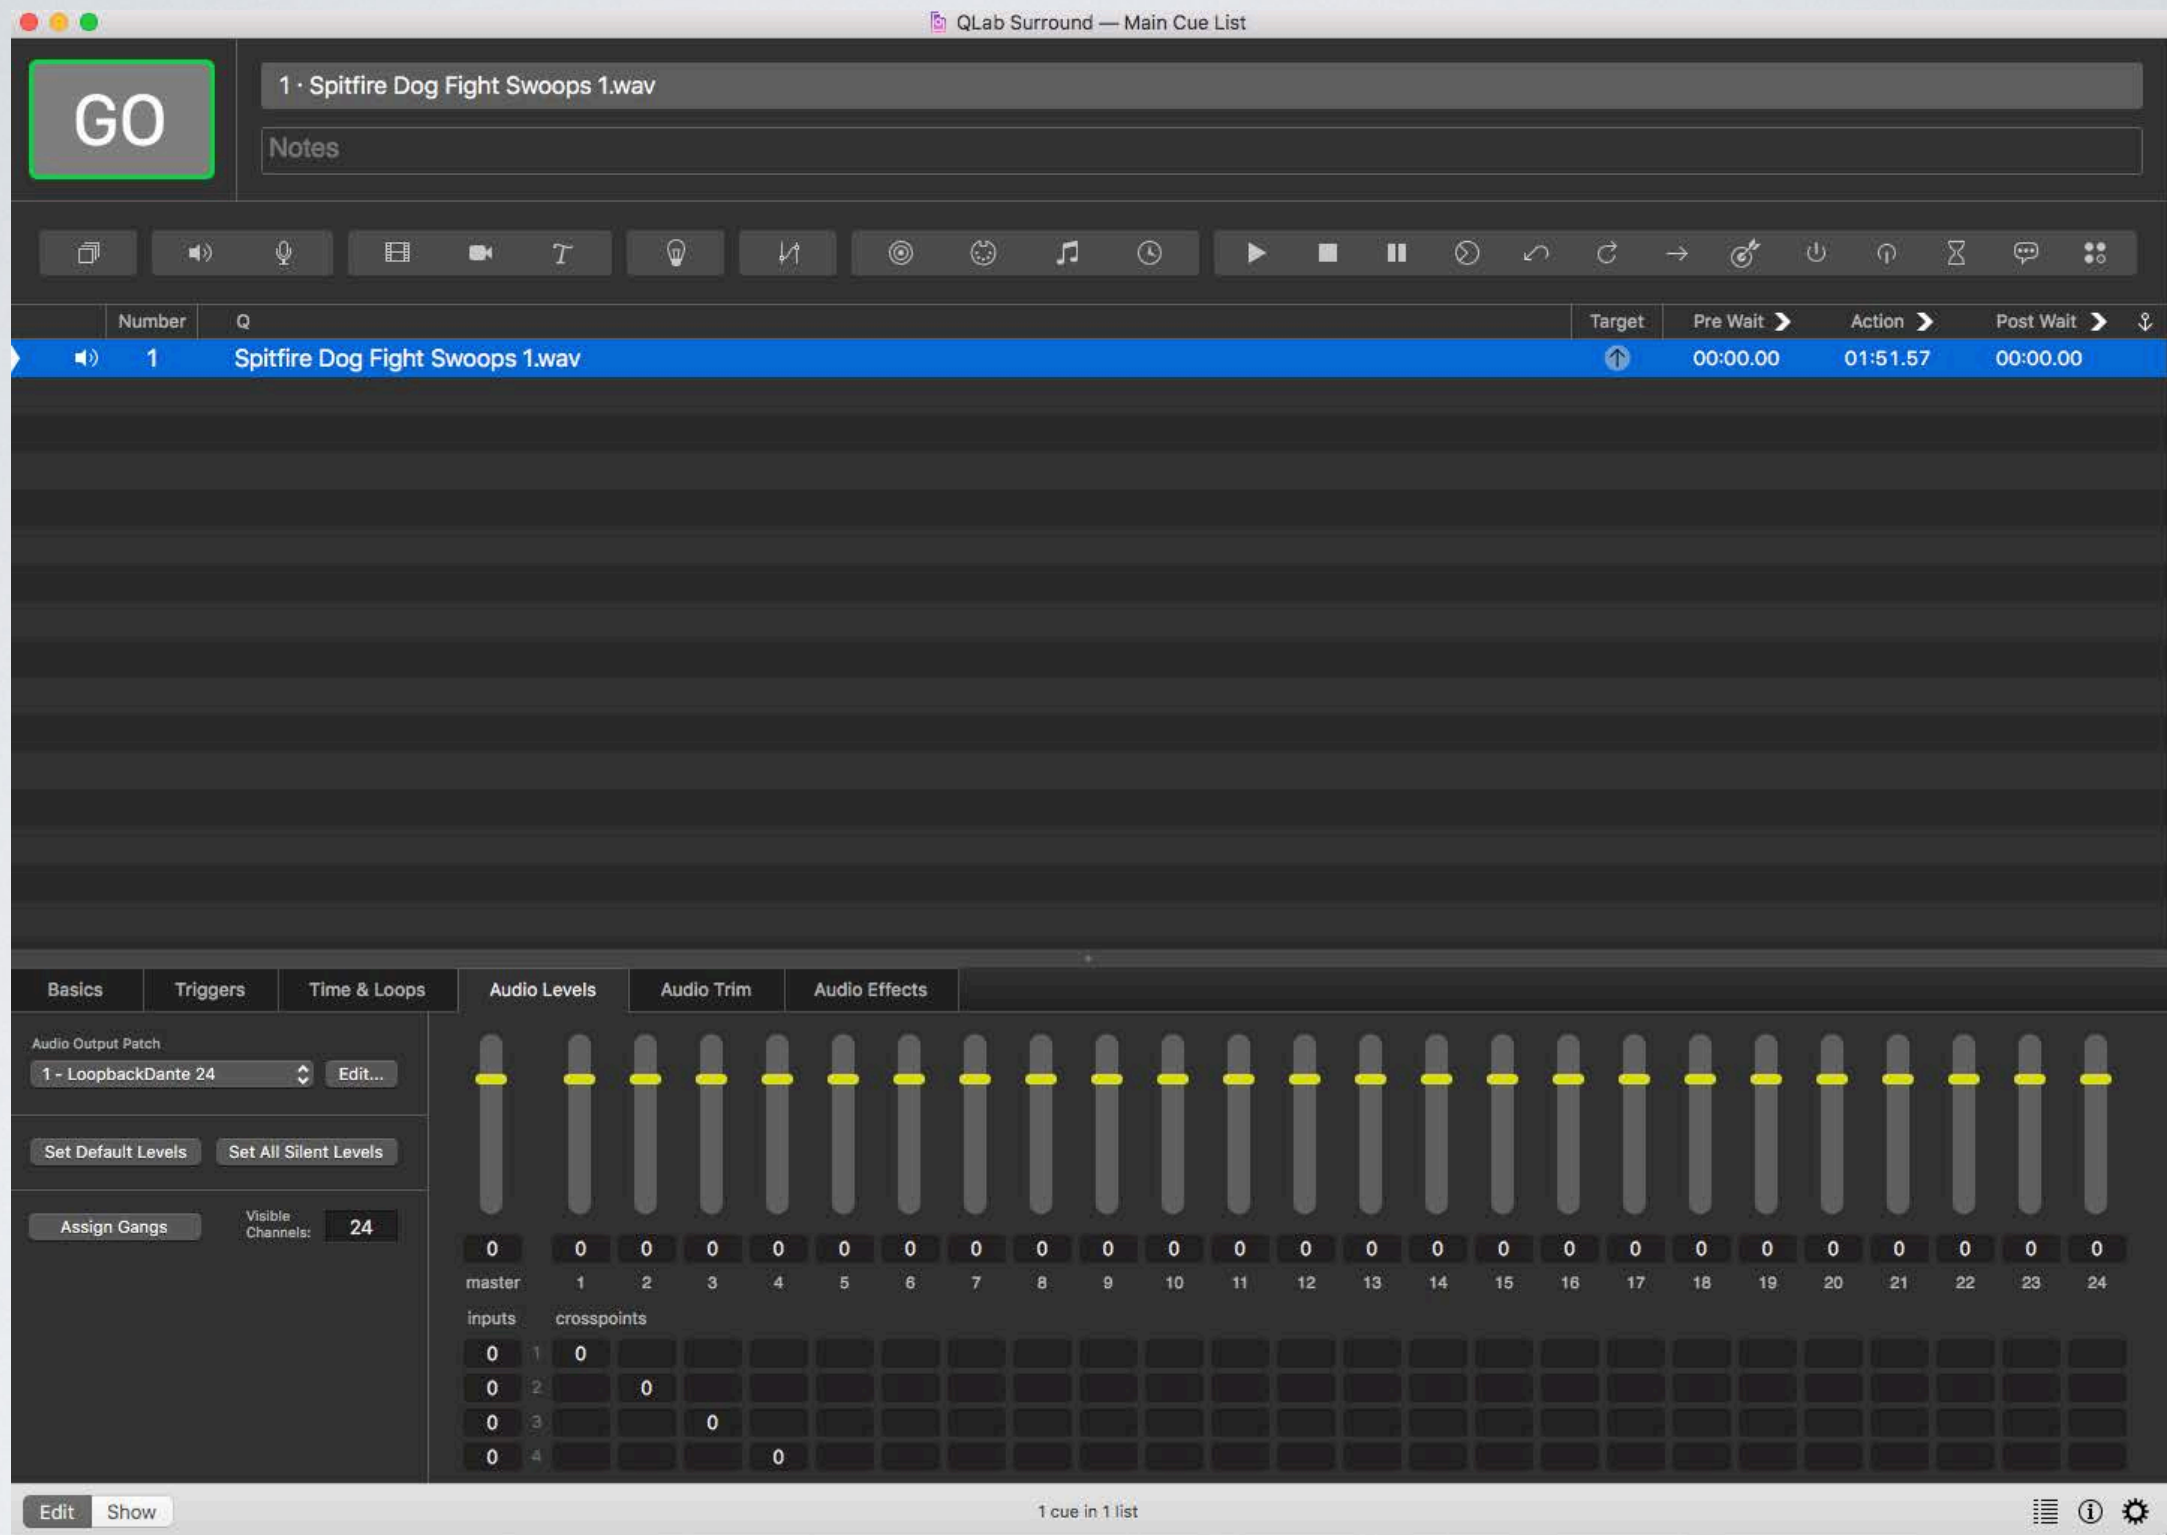 QLab Surround — Main Cue List
GO
1 · Spitfire Dog Fight Swoops 1.wav
Notes
Number Q Target Pre Wait Action Post Wait
1 Spitfire Dog Fight Swoops 1.wav 00:00.00 01:51.57 00:00.00
Basics Triggers Time & Loops Audio Levels Audio Trim Audio Effects
Audio Output Patch
1 - LoopbackDante 24 Edit...
Set Default Levels Set All Silent Levels
Assign Gangs Visible Channels: 24
0 0 0 0 0 0 0 0 0 0 0 0 0 0 0 0 0 0 0 0 0 0 0 0 0
master 1 2 3 4 5 6 7 8 9 10 11 12 13 14 15 16 17 18 19 20 21 22 23 24
inputs crosspoints
0 1 0
0 2 0
0 3 0
0 4 0
Edit Show 1 cue in 1 list